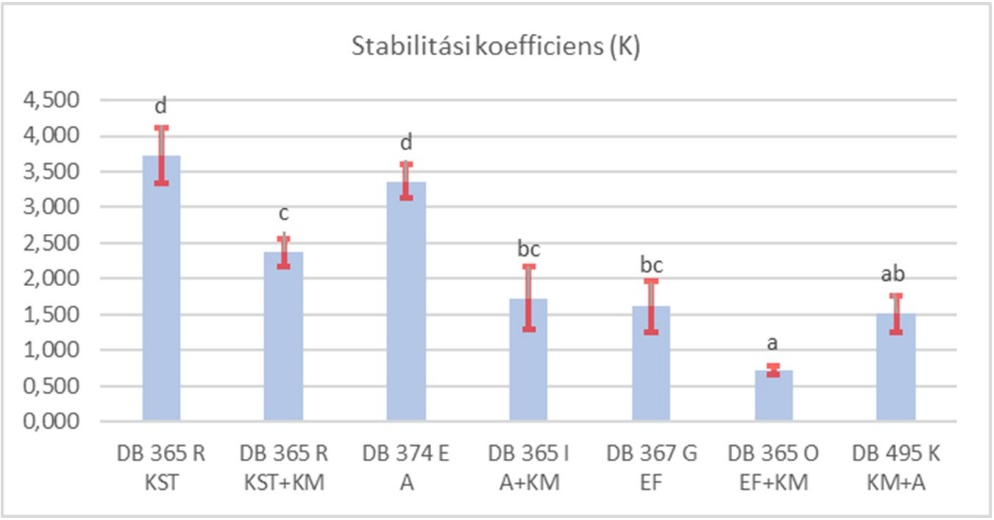 Stabilitási koefficiens (K)
4,500
4,000
3,500
3,000
2,500
2,000
1,500
1,000
0,500
0,000
d
c
d
bc
bc
a
ab
DB 365 R
KST
DB 365 R
KST+KM
DB 374 E
A
DB 365 I
A+KM
DB 367 G
EF
DB 365 O
EF+KM
DB 495 K
KM+A